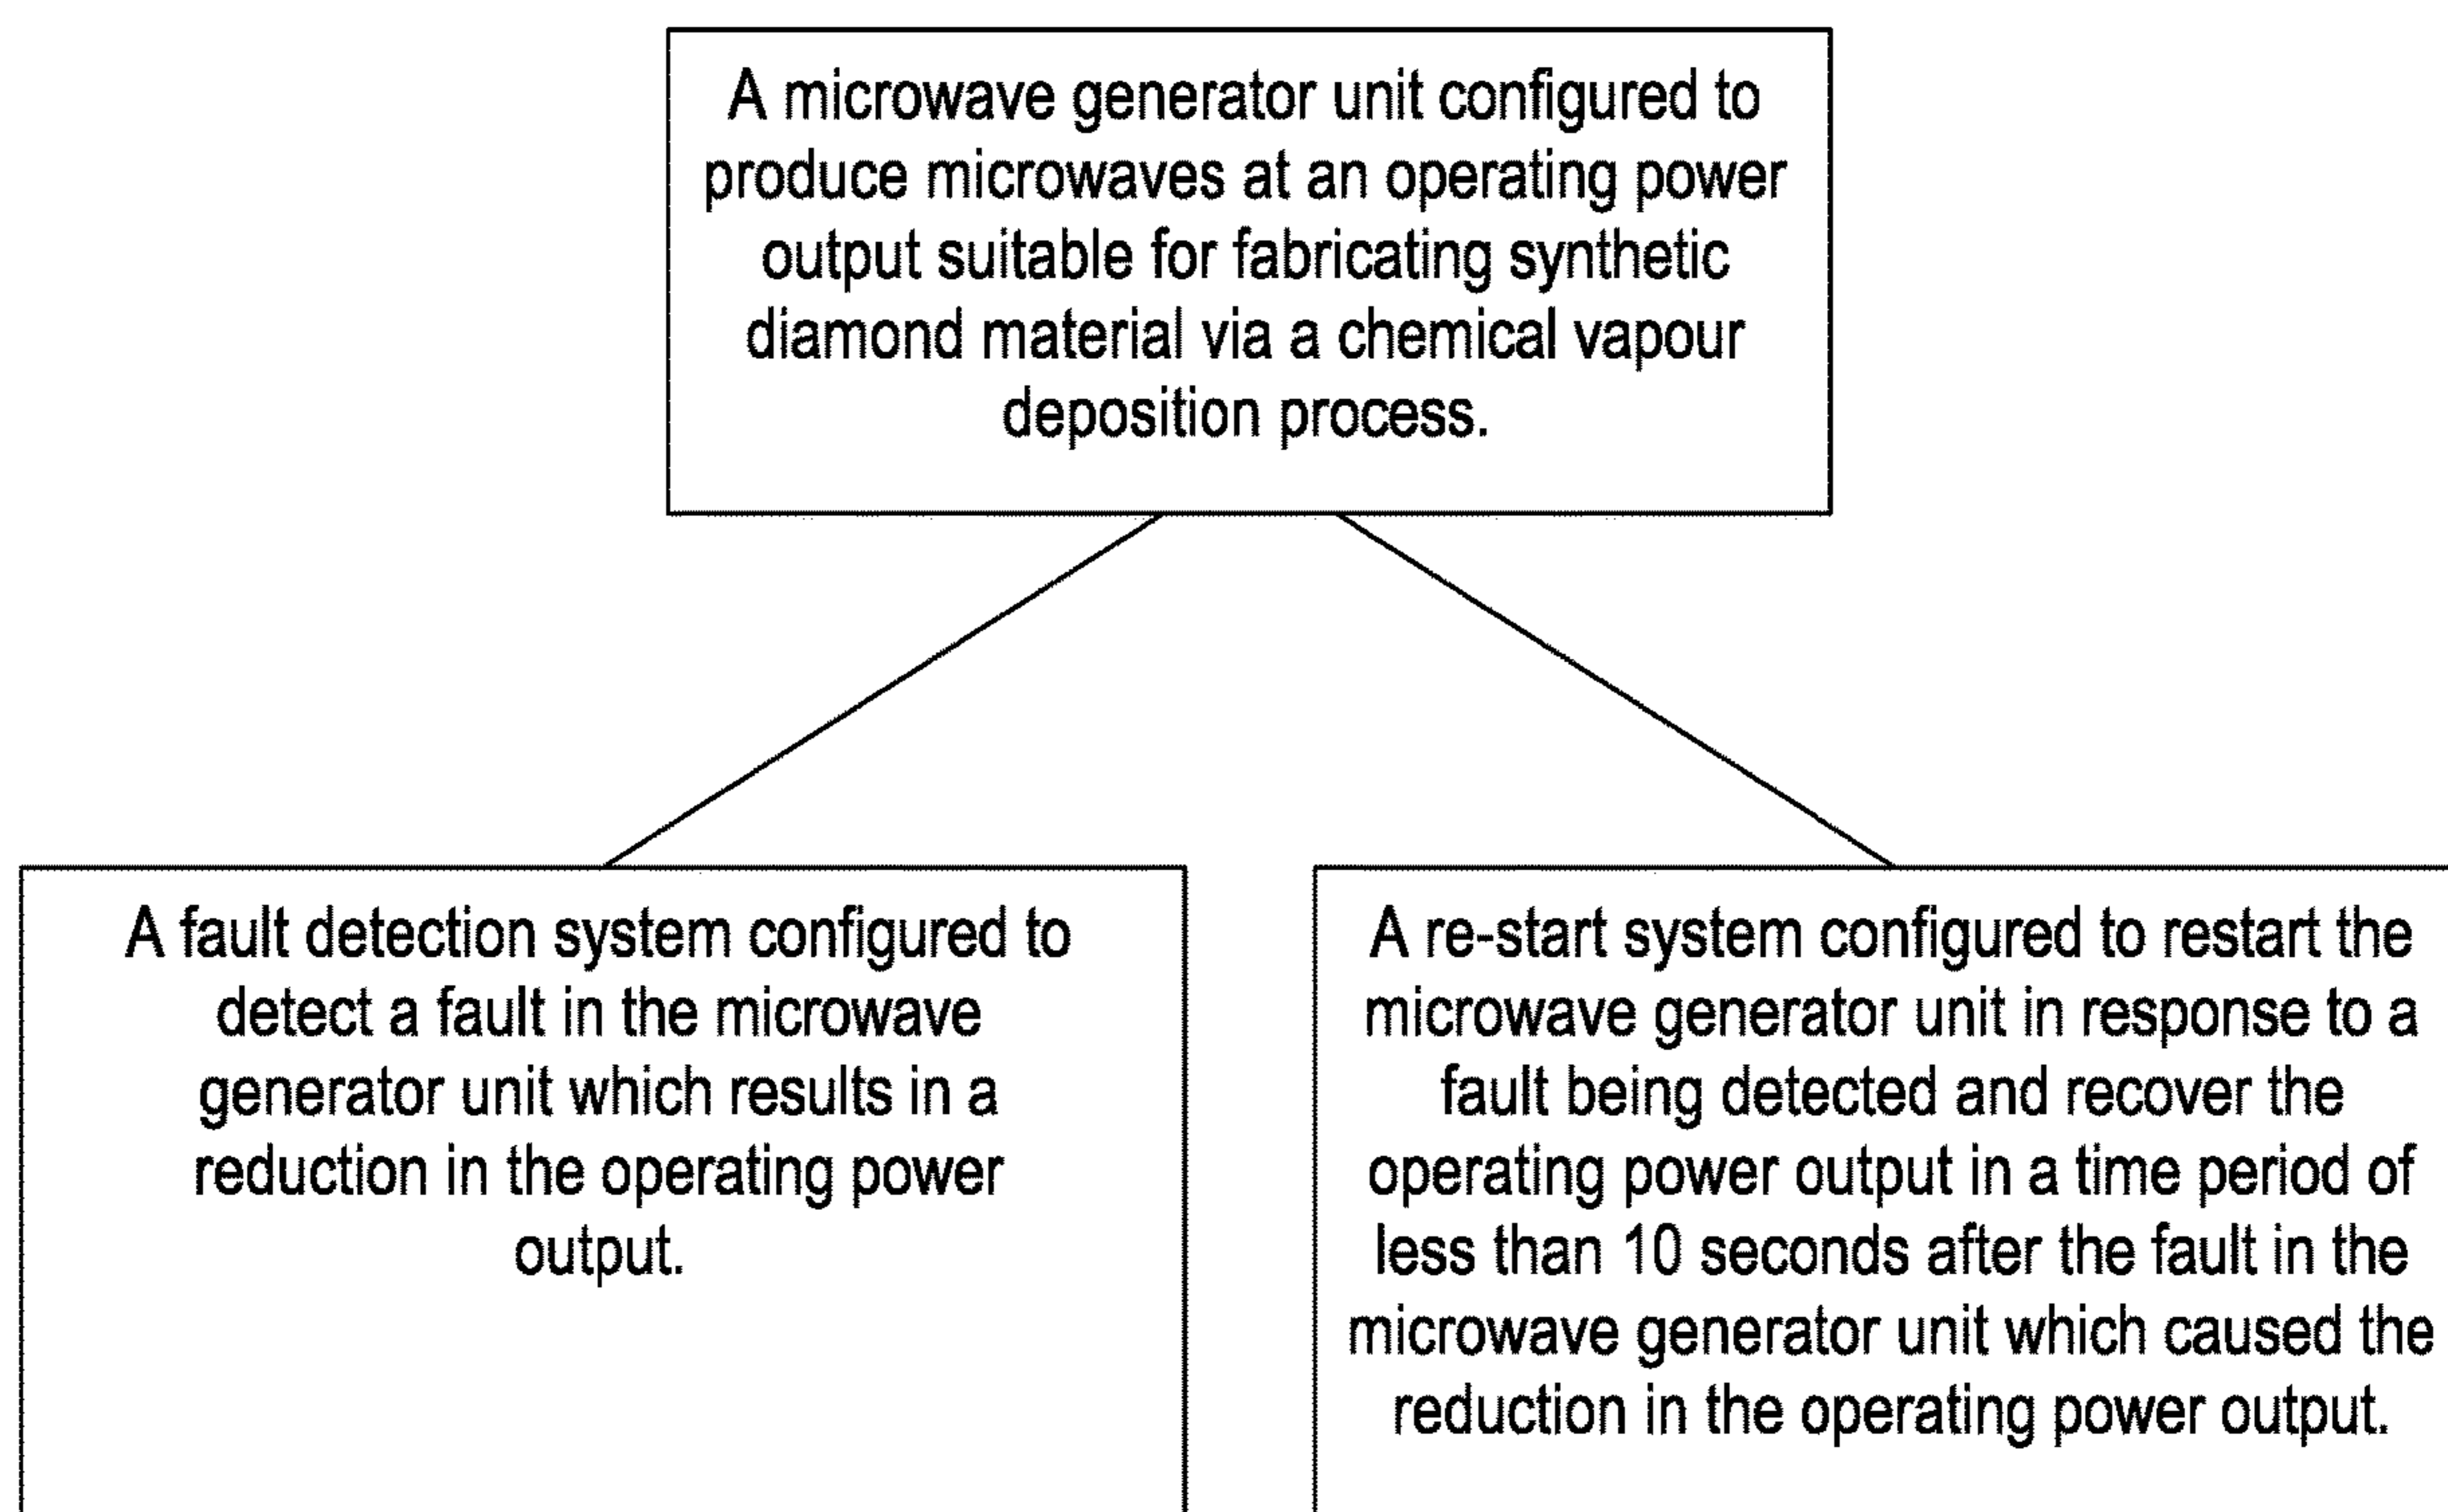 A microwave generator unit configured to
produce microwaves at an operating power
output suitable for fabricating synthetic
diamond material via a chemical vapour
deposition process.
A fault detection system configured to
detect a fault in the microwave
generator unit which results in a
reduction in the operating power
output.
A re-start system configured to restart the
microwave generator unit in response to a
fault being detected and recover the
operating power output in a time period of
less than 10 seconds after the fault in the
microwave generator unit which caused the
reduction in the operating power output.